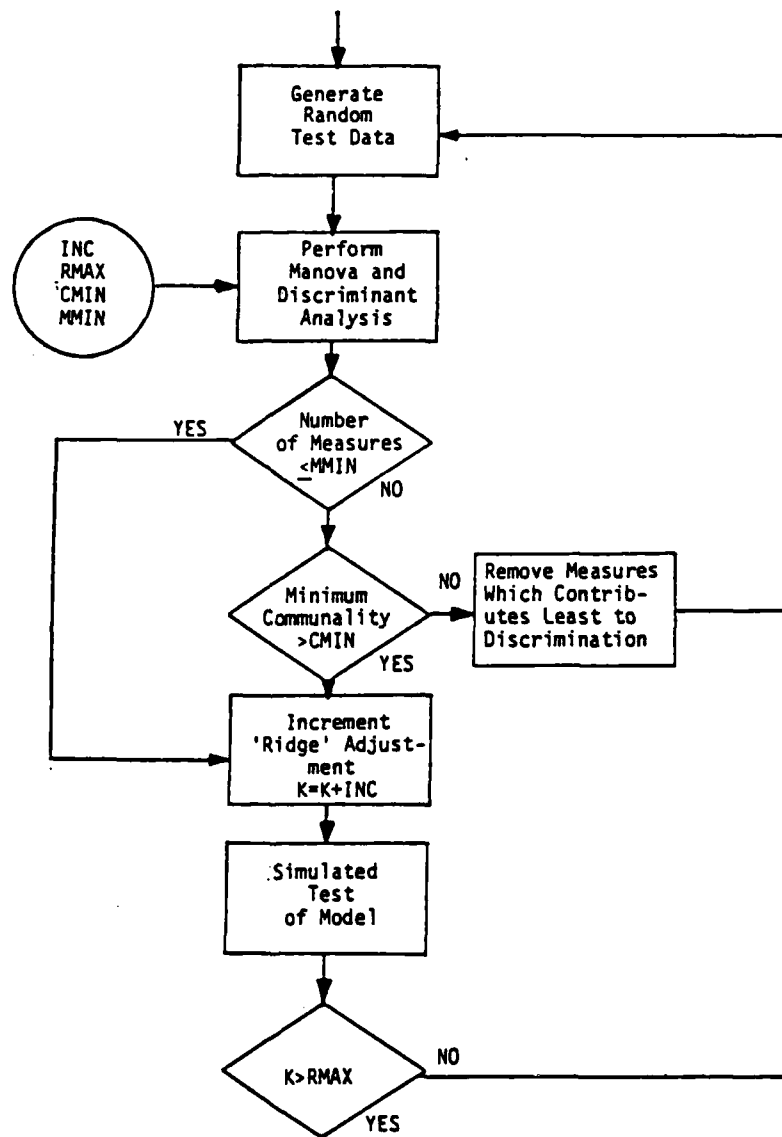 Generate
Random
Test Data
INC
RMAX
CMIN
MMIN
Perform
Manova and
Discriminant
Analysis
YES
Number
of Measures
≤MMIN
NO
Minimum
Communality
>CMIN
NO
YES
Remove Measures
Which Contrib-
utes Least to
Discrimination
Increment
'Ridge' Adjust-
ment
K=K+INC
Simulated
Test
of Model
K>RMAX
NO
YES